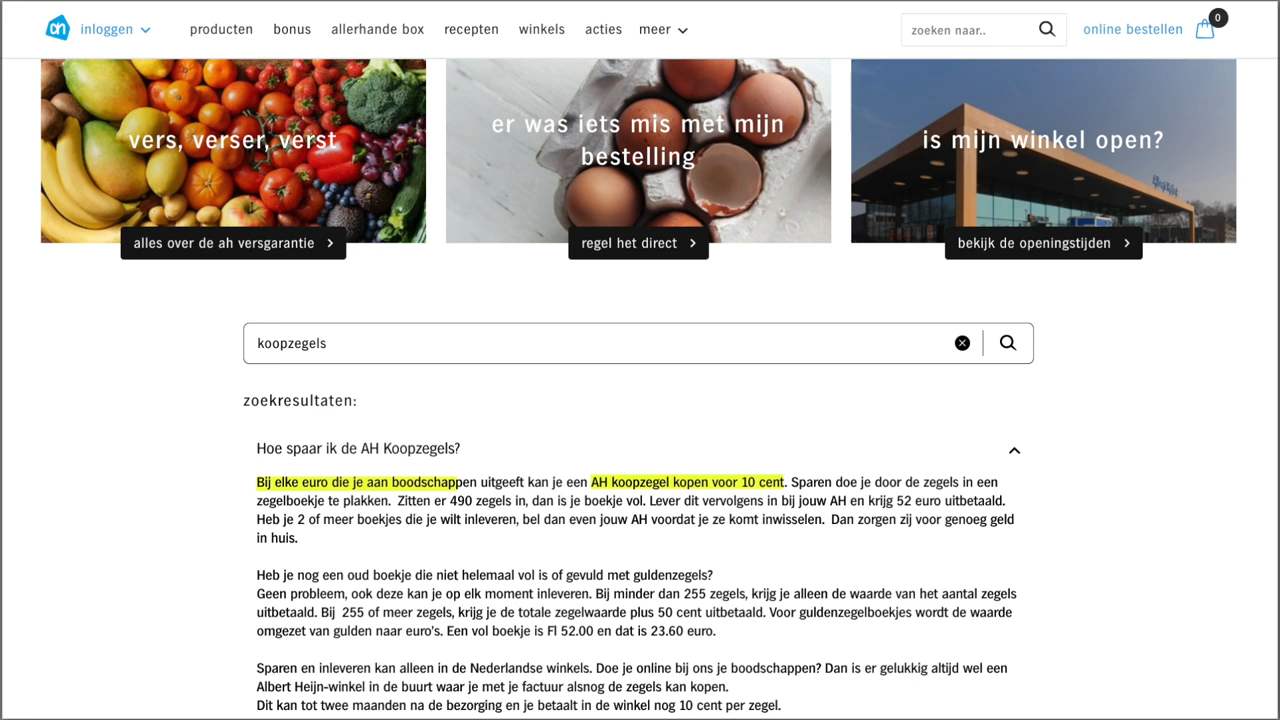 inloggen
producten
bonus
allerhande box
recepten
winkels
acties
meer
zoeken naar..
online bestellen
0
vers, verser, verst
alles over de ah versgarantie
er was iets mis met mijn
bestelling
regel het direct
is mijn winkel open?
bekijk de openingstijden
koopzegels
zoekresultaten:
Hoe spaar ik de AH Koopzegels?
Bij elke euro die je aan boodschappen uitgeeft kan je een AH koopzegel kopen voor 10 cent. Sparen doe je door de zegels in een
zegelboekje te plakken.  Zitten er 490 zegels in, dan is je boekje vol. Lever dit vervolgens in bij jouw AH en krijg 52 euro uitbetaald.
Heb je 2 of meer boekjes die je wilt inleveren, bel dan even jouw AH voordat je ze komt inwisselen.  Dan zorgen zij voor genoeg geld
in huis.
Heb je nog een oud boekje die niet helemaal vol is of gevuld met guldenzegels?
Geen probleem, ook deze kan je op elk moment inleveren. Bij minder dan 255 zegels, krijg je alleen de waarde van het aantal zegels
uitbetaald. Bij  255 of meer zegels, krijg je de totale zegelwaarde plus 50 cent uitbetaald. Voor guldenzegelboekjes wordt de waarde
omgezet van gulden naar euro's. Een vol boekje is Fl 52.00 en dat is 23.60 euro.
Sparen en inleveren kan alleen in de Nederlandse winkels. Doe je online bij ons je boodschappen? Dan is er gelukkig altijd wel een
Albert Heijn-winkel in de buurt waar je met je factuur alsnog de zegels kan kopen.
Dit kan tot twee maanden na de bezorging en je betaalt in de winkel nog 10 cent per zegel.